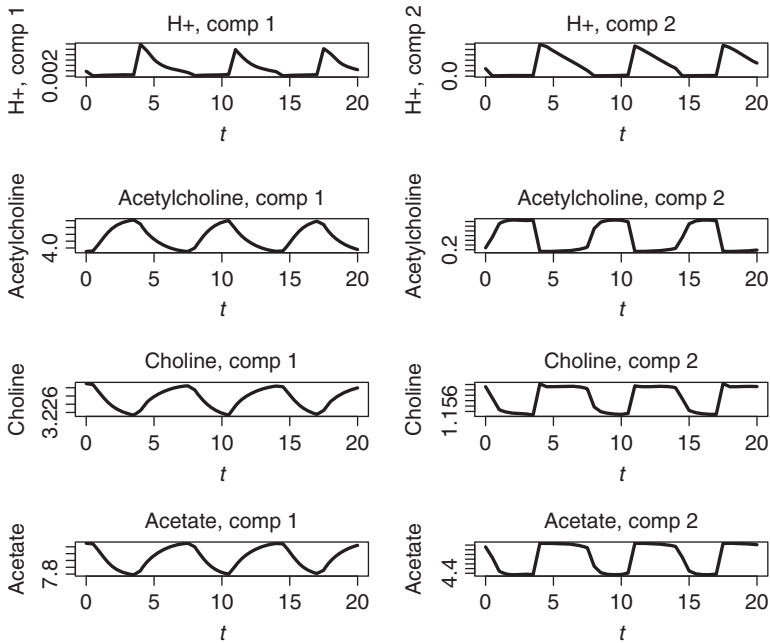 H+, comp 1
H+, comp 1
0.002
0 5 10 15 20
t
H+, comp 2
H+, comp 2
0.0
0 5 10 15 20
t
Acetylcholine, comp 1
Acetylcholine
4.0
0 5 10 15 20
t
Acetylcholine, comp 2
Acetylcholine
0.2
0 5 10 15 20
t
Choline, comp 1
Choline
3.226
0 5 10 15 20
t
Choline, comp 2
Choline
1.156
0 5 10 15 20
t
Acetate, comp 1
Acetate
7.8
0 5 10 15 20
t
Acetate, comp 2
Acetate
4.4
0 5 10 15 20
t